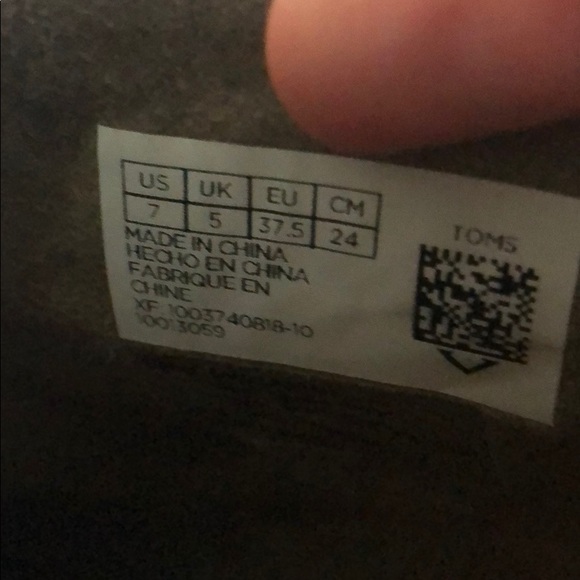 US UK EU CM
7 5 37.5 24
MADE IN CHINA
HECHO EN CHINA
FABRIQUE EN
CHINE
XF: 1003740818-10
10013059
TOMS